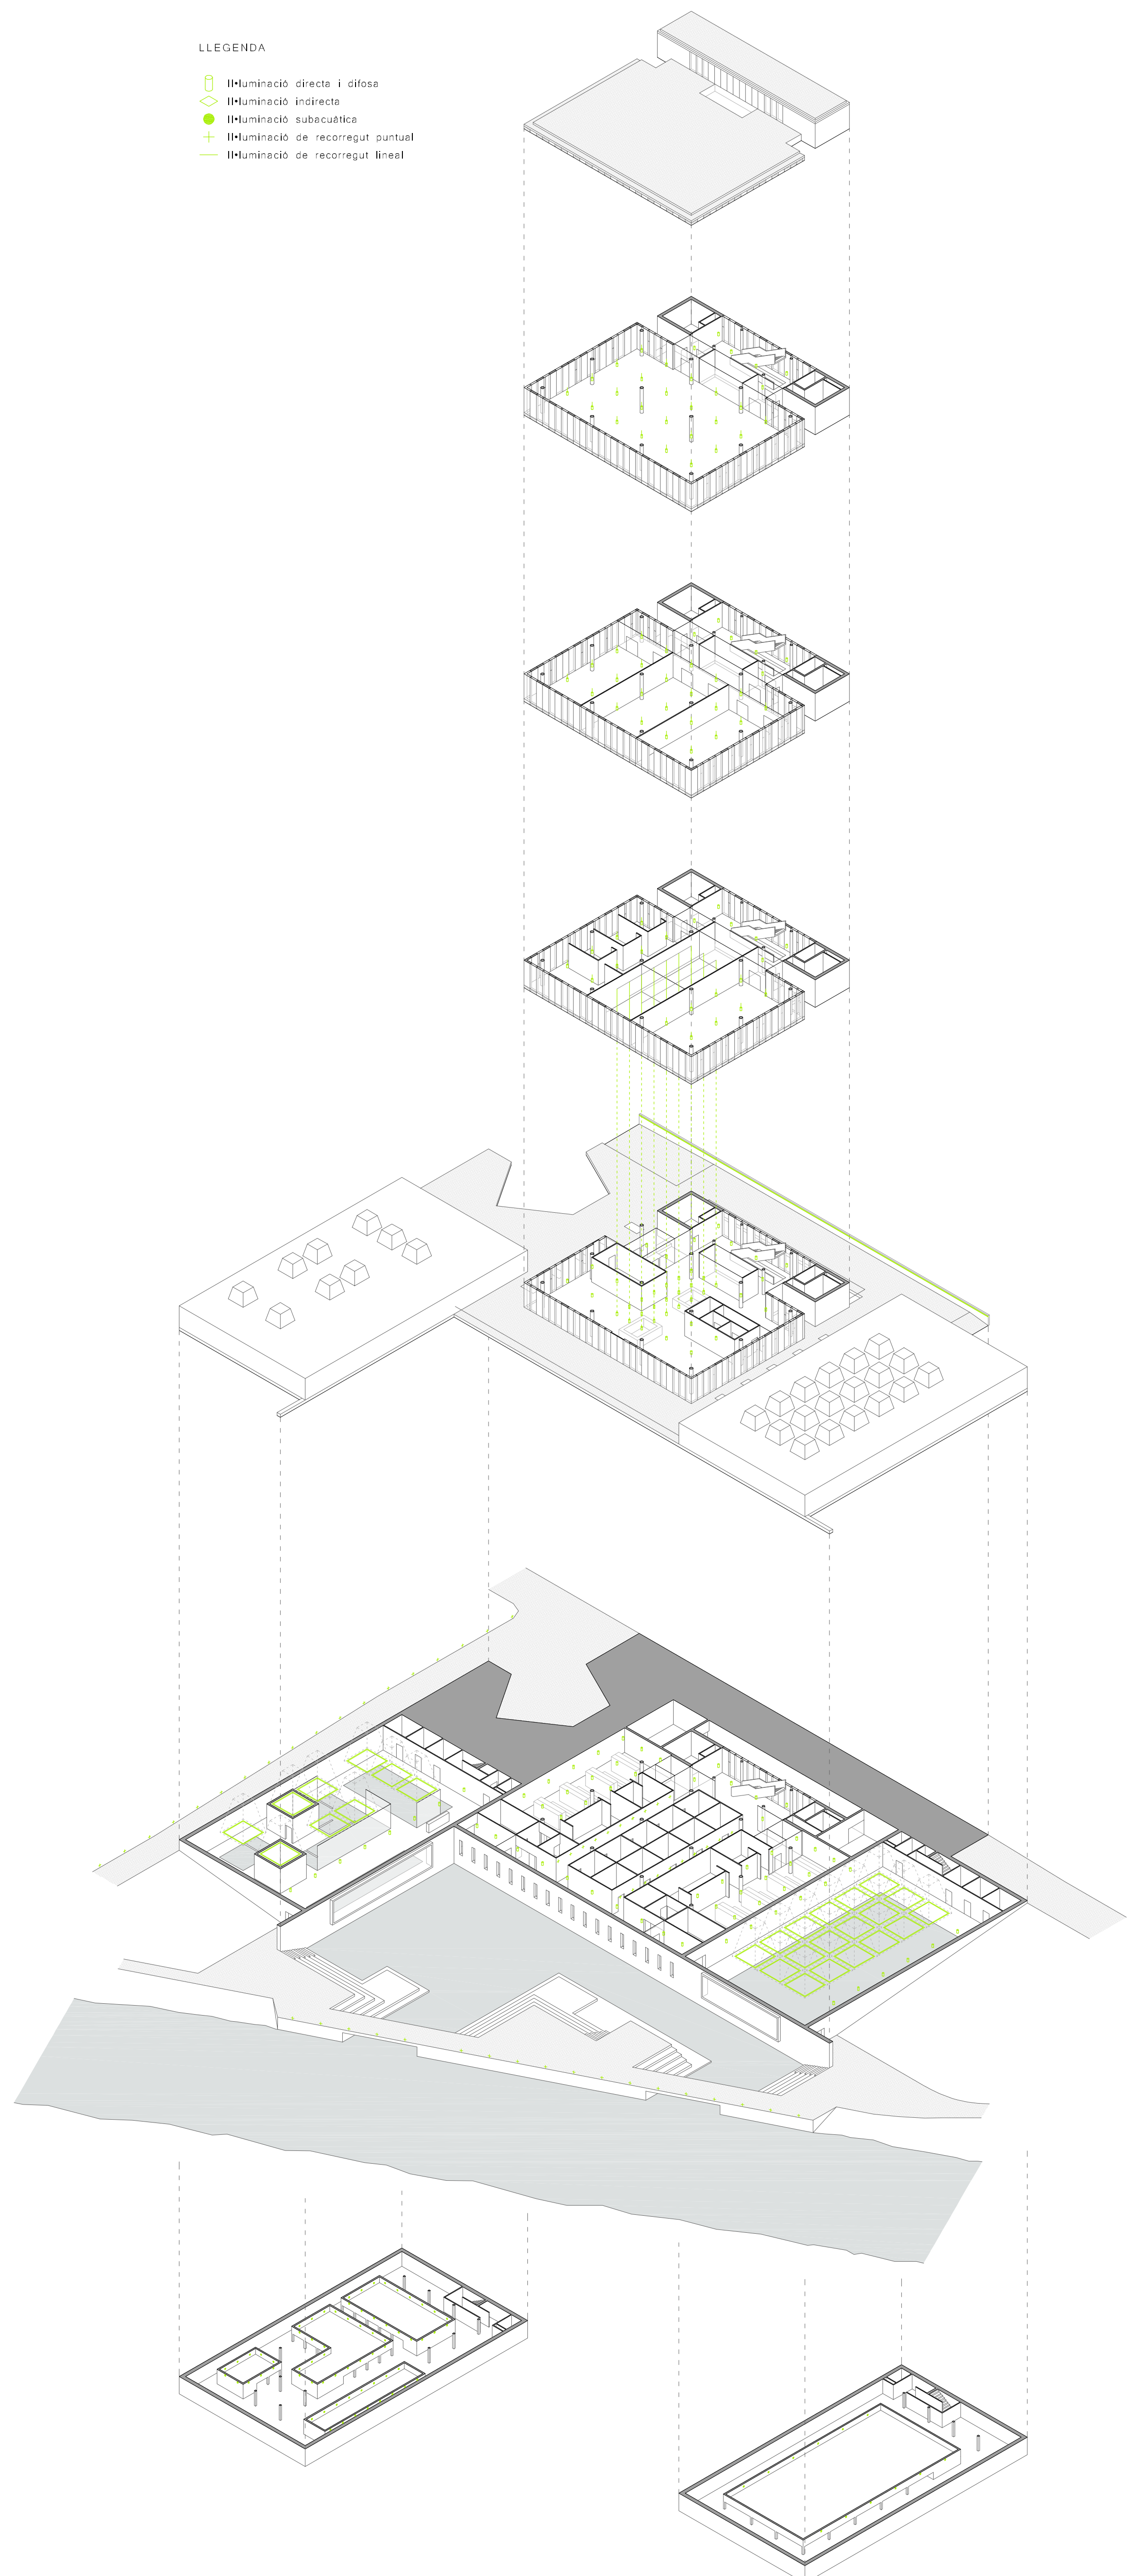 LLEGENDA
Il•luminació directa i difosa
Il•luminació indirecta
Il•luminació subacuàtica
Il•luminació de recorregut puntual
Il•luminació de recorregut lineal